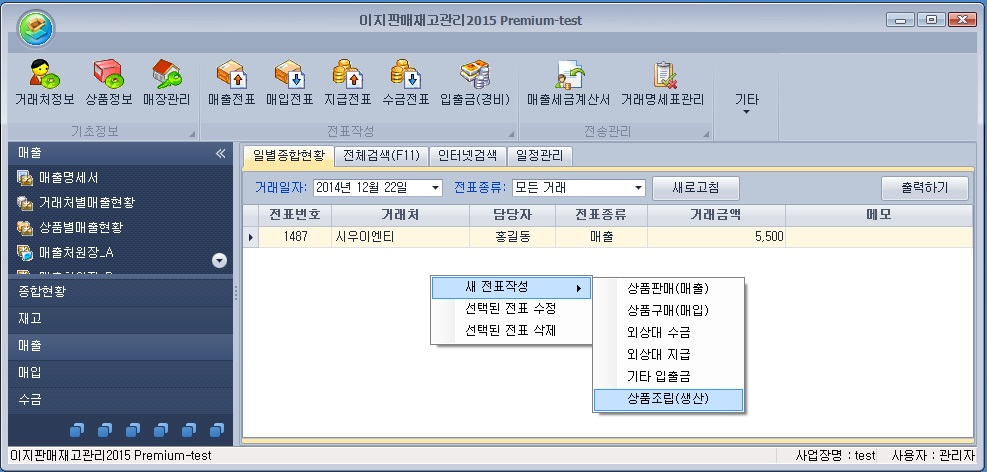 이지판매재고관리2015 Premium-test
거래처정보 상품정보 매장관리 매출전표 매입전표 지급전표 수금전표 입출금(경비) 매출세금계산서 거래명세표관리 기타
기초정보 전표작성 전송관리
매출
매출명세서
거래처별매출현황
상품별매출현황
매출처원장_A
종합현황
재고
매출
매입
수금
일별종합현황 전체검색(F11) 인터넷검색 일정관리
거래일자: 2014년 12월 22일 전표종류: 모든 거래 새로고침 출력하기
전표번호 거래처 담당자 전표종류 거래금액 메모
1487 시우이엔티 홍길동 매출 5,500
새 전표작성
선택된 전표 수정
선택된 전표 삭제
상품판매(매출)
상품구매(매입)
외상대 수금
외상대 지급
기타 입출금
상품조립(생산)
이지판매재고관리2015 Premium-test 사업장명 : test 사용자 : 관리자